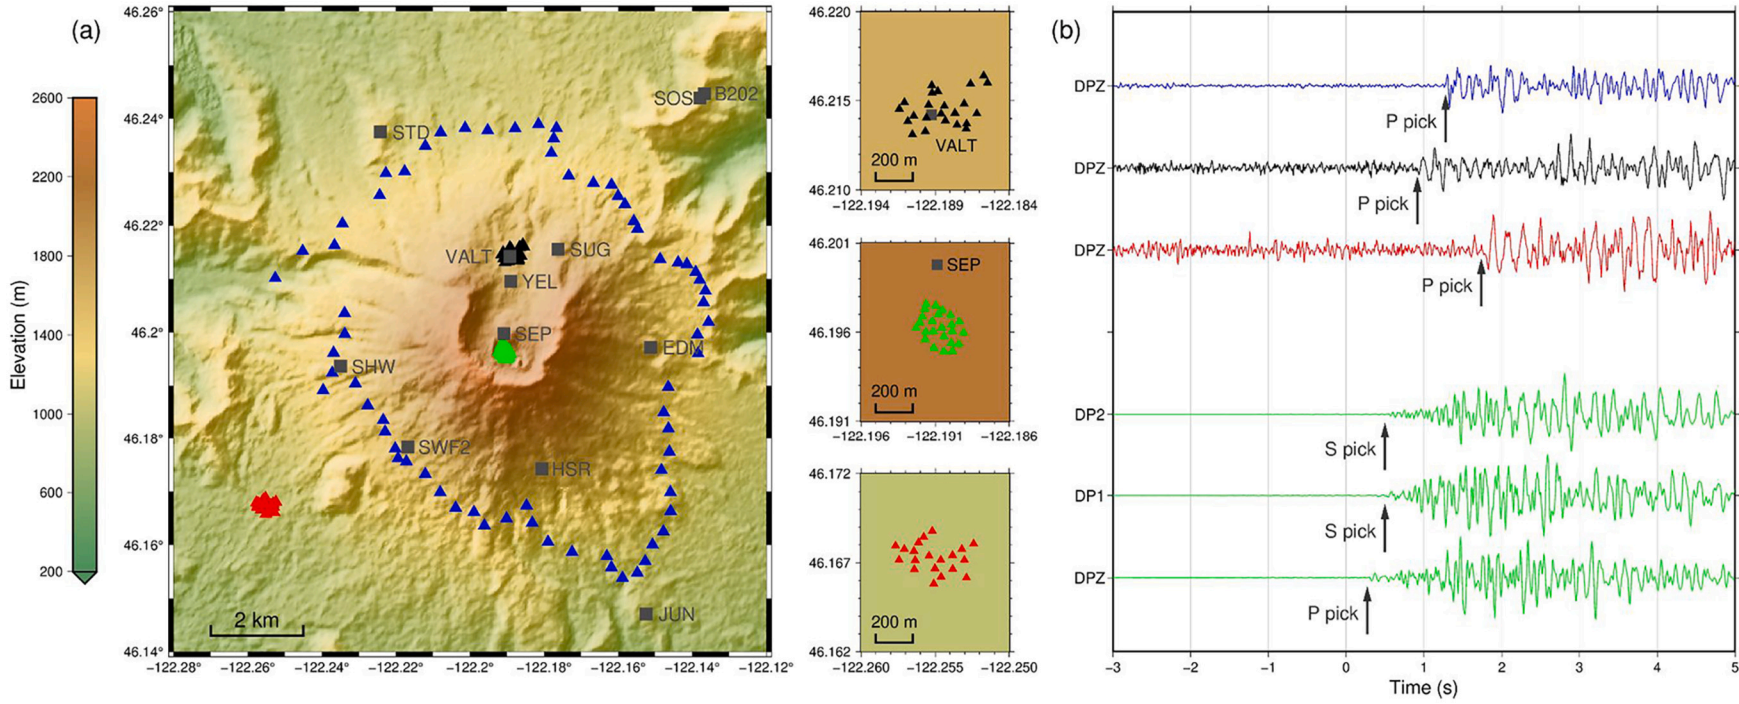 (a)
46.26°
46.24°
46.22°
46.2°
46.18°
46.16°
46.14°
−122.28°
−122.26°
−122.24°
−122.22°
−122.2°
−122.18°
−122.16°
−122.14°
−122.12°
Elevation (m)
2600
2200
1800
1400
1000
600
200
SOS
B202
STD
VALT
SUG
YEL
SEP
EDM
SHW
SWF2
HSR
JUN
2 km
46.220
46.215
46.210
VALT
200 m
−122.194
−122.189
−122.184
46.201
46.196
46.191
SEP
200 m
−122.196
−122.191
−122.186
46.172
46.167
46.162
200 m
−122.260
−122.255
−122.250
(b)
DPZ
P pick
DPZ
P pick
DPZ
P pick
DP2
S pick
DP1
S pick
DPZ
P pick
−3
−2
−1
0
1
2
3
4
5
Time (s)